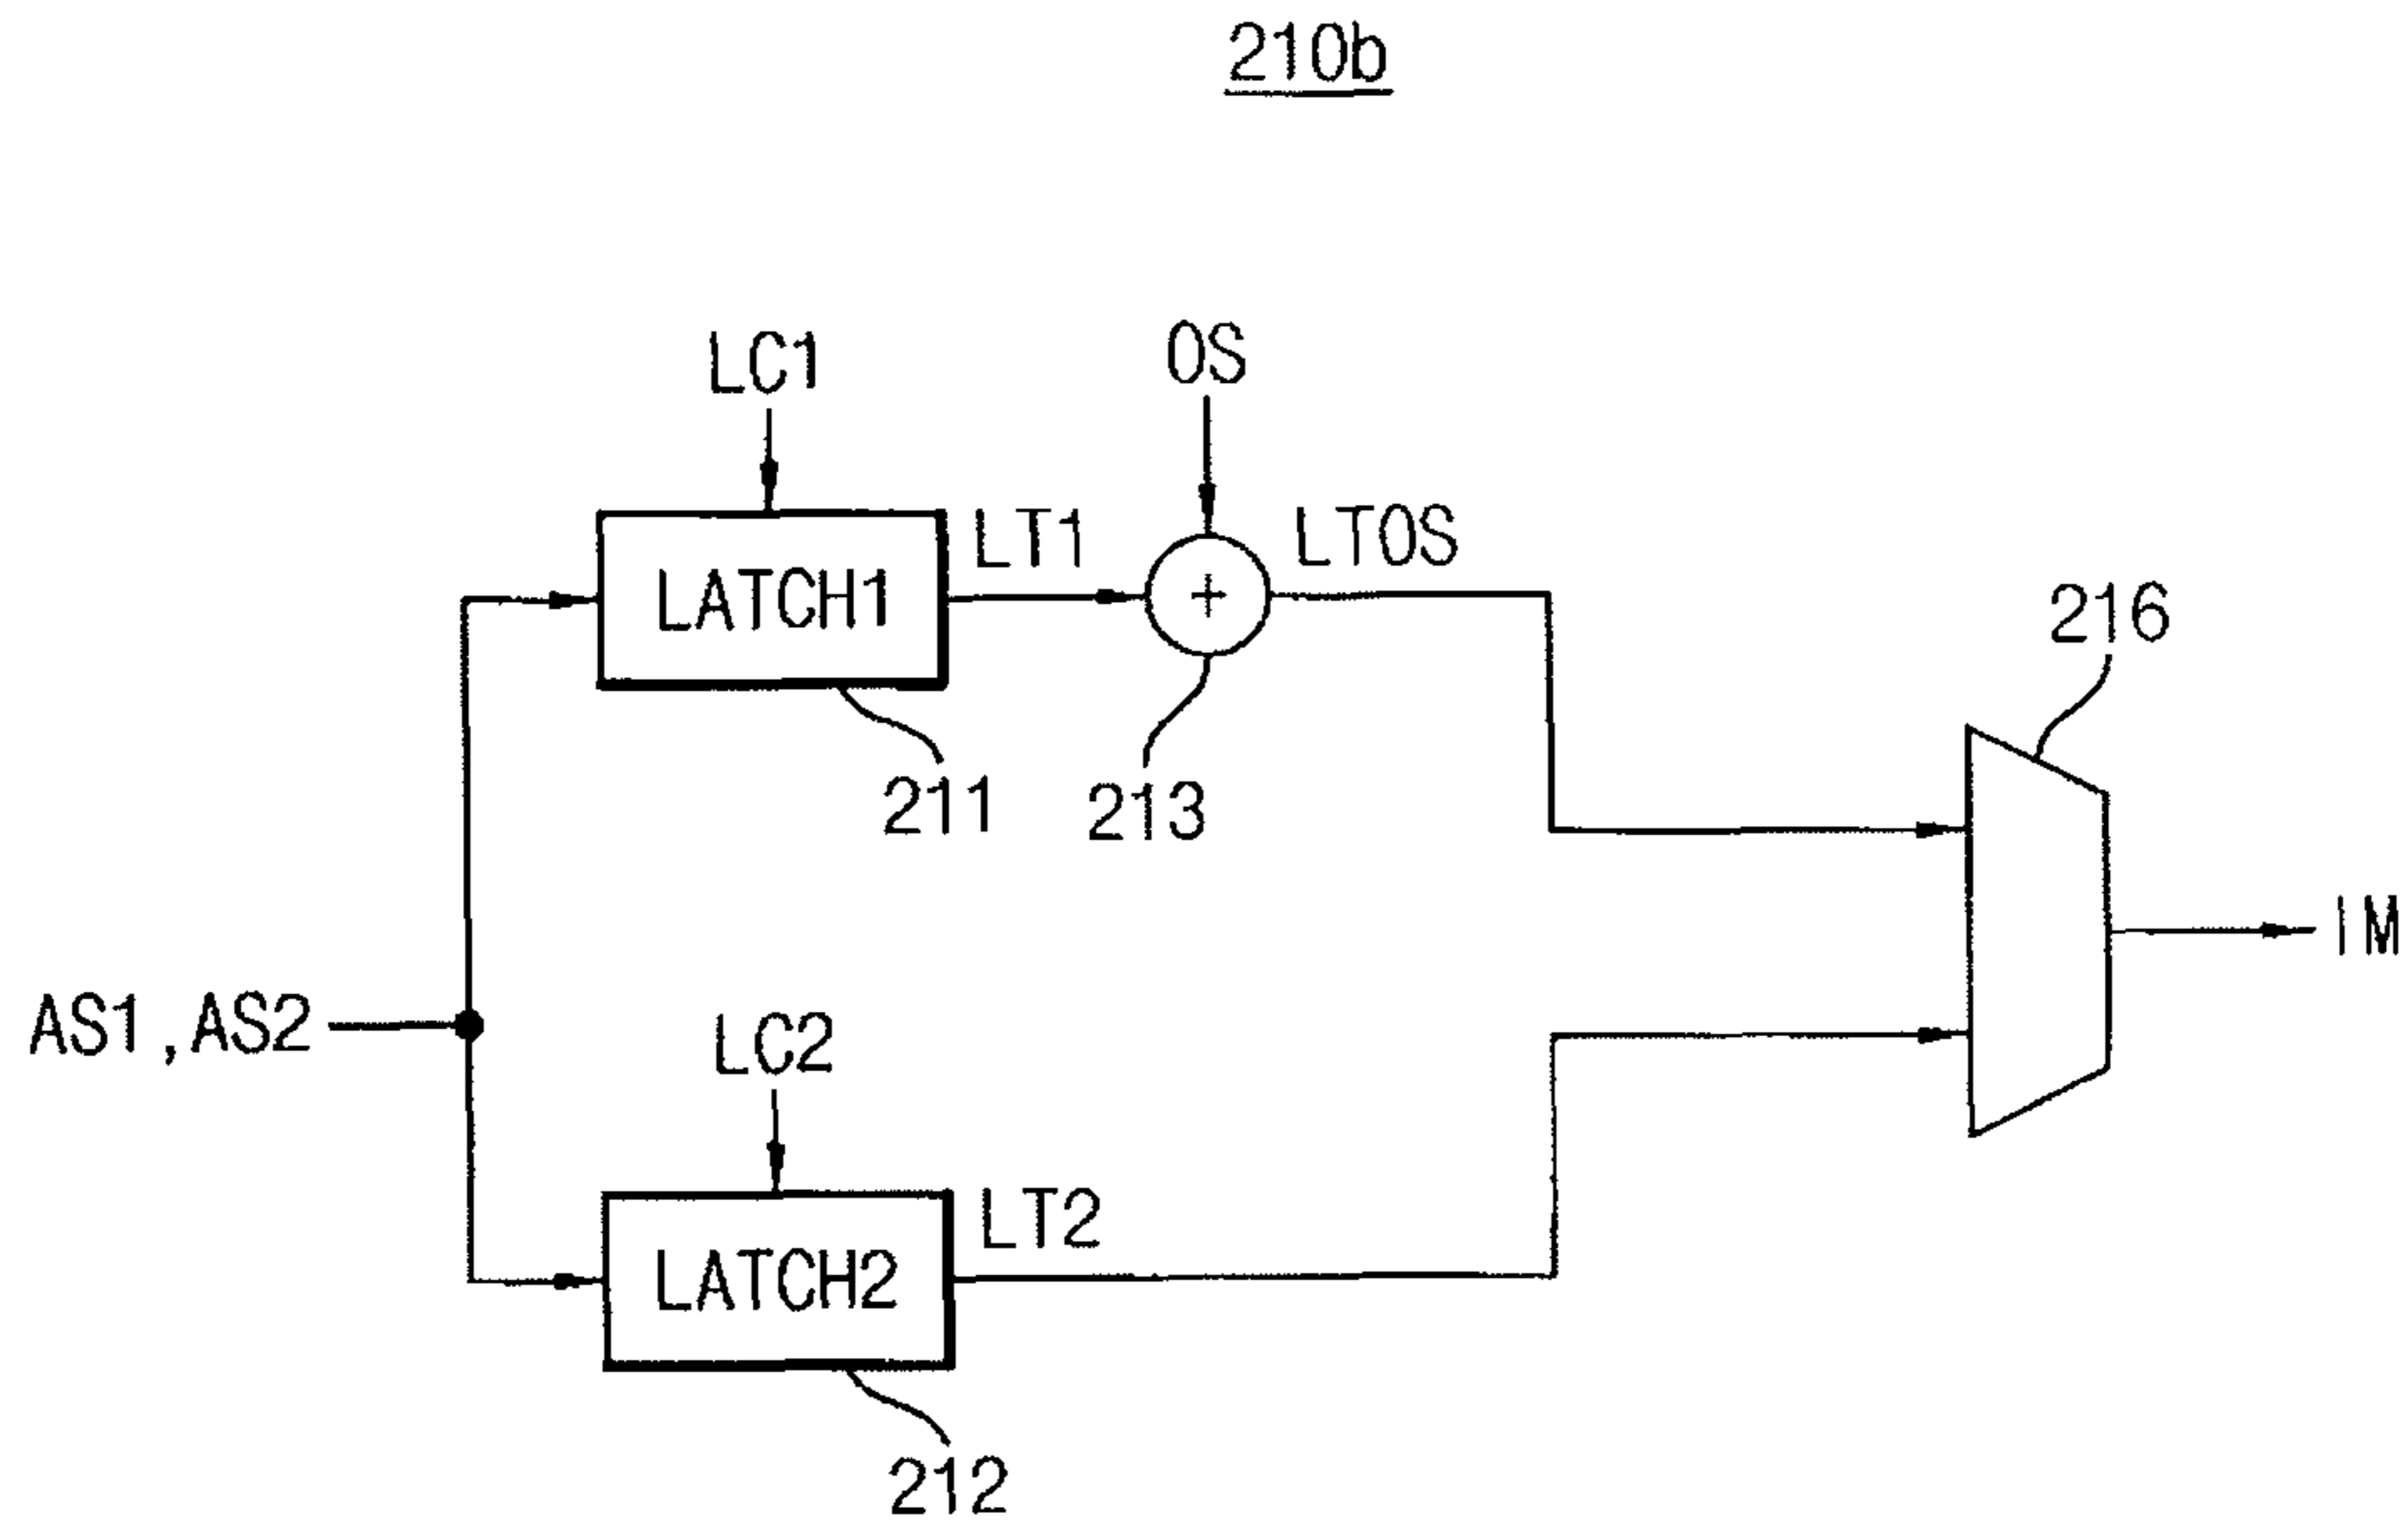 210b
LC1
OS
LT1
LTOS
LATCH1
216
211
213
IM
AS1,AS2
LC2
LT2
LATCH2
212